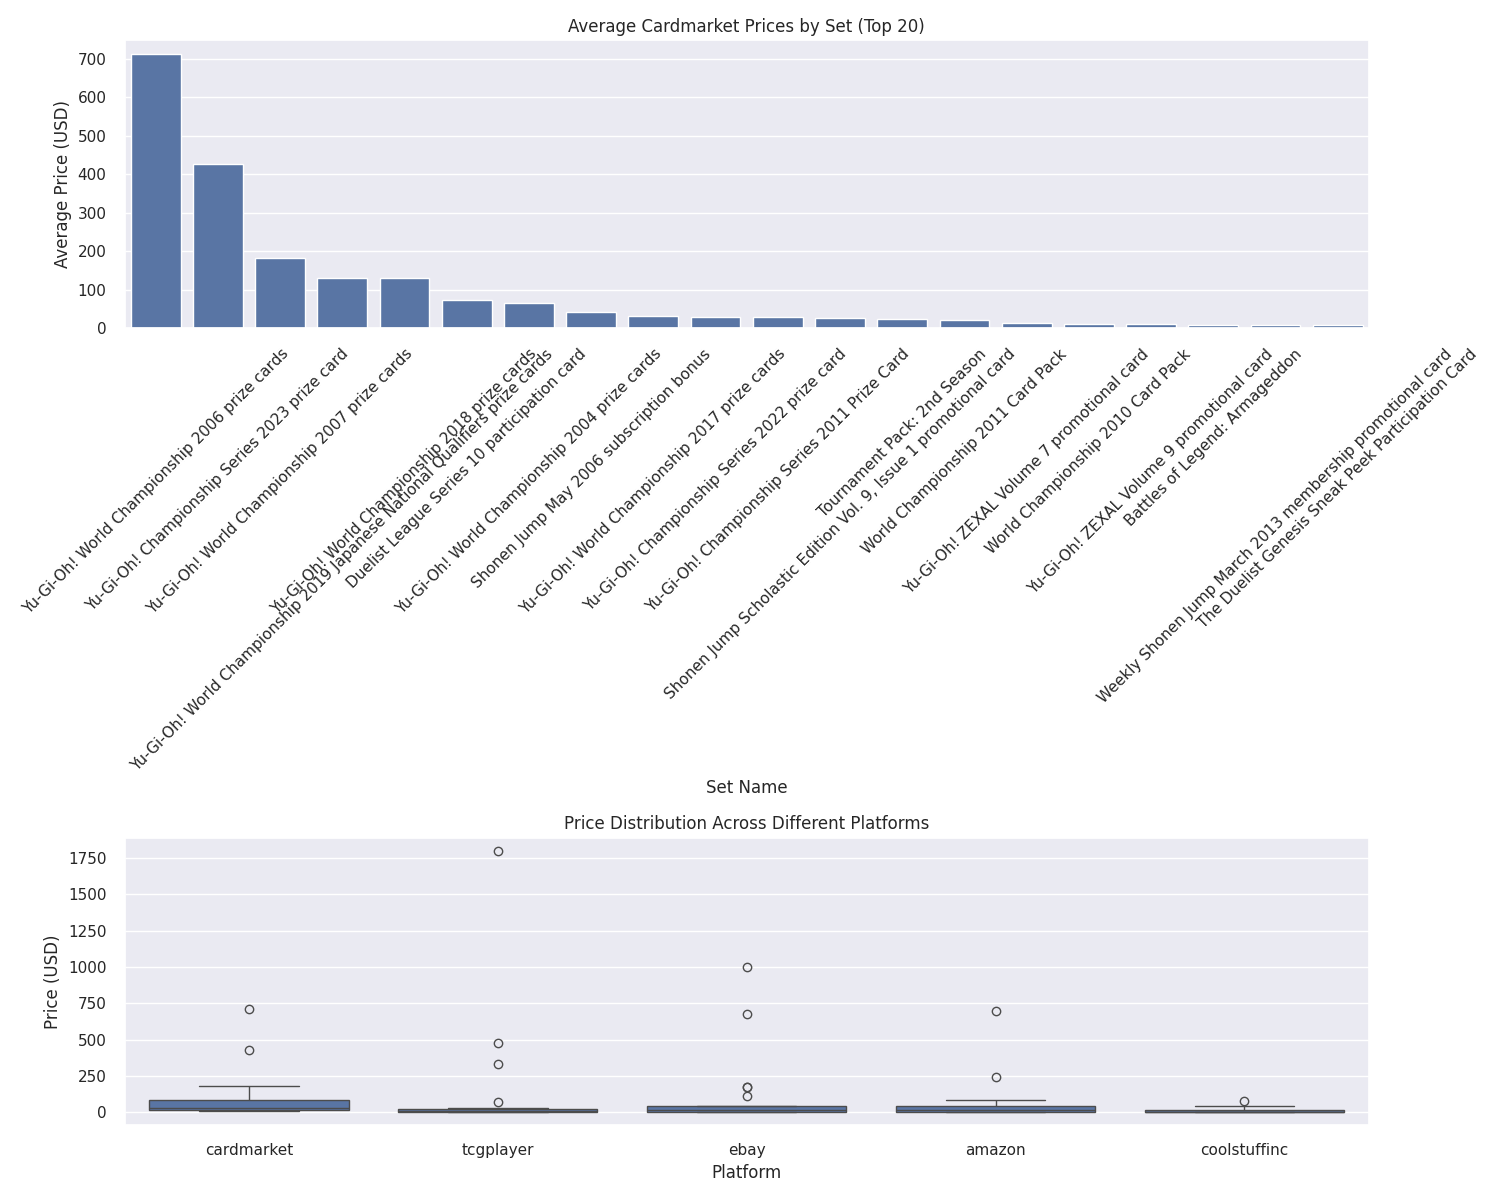 Average Cardmarket Prices by Set (Top 20)
Average Price (USD)
700
600
500
400
300
200
100
0
Yu-Gi-Oh! World Championship 2006 prize cards
Yu-Gi-Oh! Championship Series 2023 prize card
Yu-Gi-Oh! World Championship 2007 prize cards
Yu-Gi-Oh! World Championship 2019 Japanese National Qualifiers prize cards
Yu-Gi-Oh! World Championship 2018 prize cards
Duelist League Series 10 participation card
Yu-Gi-Oh! World Championship 2004 prize cards
Shonen Jump May 2006 subscription bonus
Yu-Gi-Oh! World Championship 2017 prize cards
Yu-Gi-Oh! Championship Series 2022 prize card
Yu-Gi-Oh! Championship Series 2011 Prize Card
Tournament Pack: 2nd Season
Shonen Jump Scholastic Edition Vol. 9, Issue 1 promotional card
World Championship 2011 Card Pack
Yu-Gi-Oh! ZEXAL Volume 7 promotional card
World Championship 2010 Card Pack
Yu-Gi-Oh! ZEXAL Volume 9 promotional card
Battles of Legend: Armageddon
Weekly Shonen Jump March 2013 membership promotional card
The Duelist Genesis Sneak Peek Participation Card
Set Name
Price Distribution Across Different Platforms
Price (USD)
1750
1500
1250
1000
750
500
250
0
cardmarket
tcgplayer
ebay
amazon
coolstuffinc
Platform